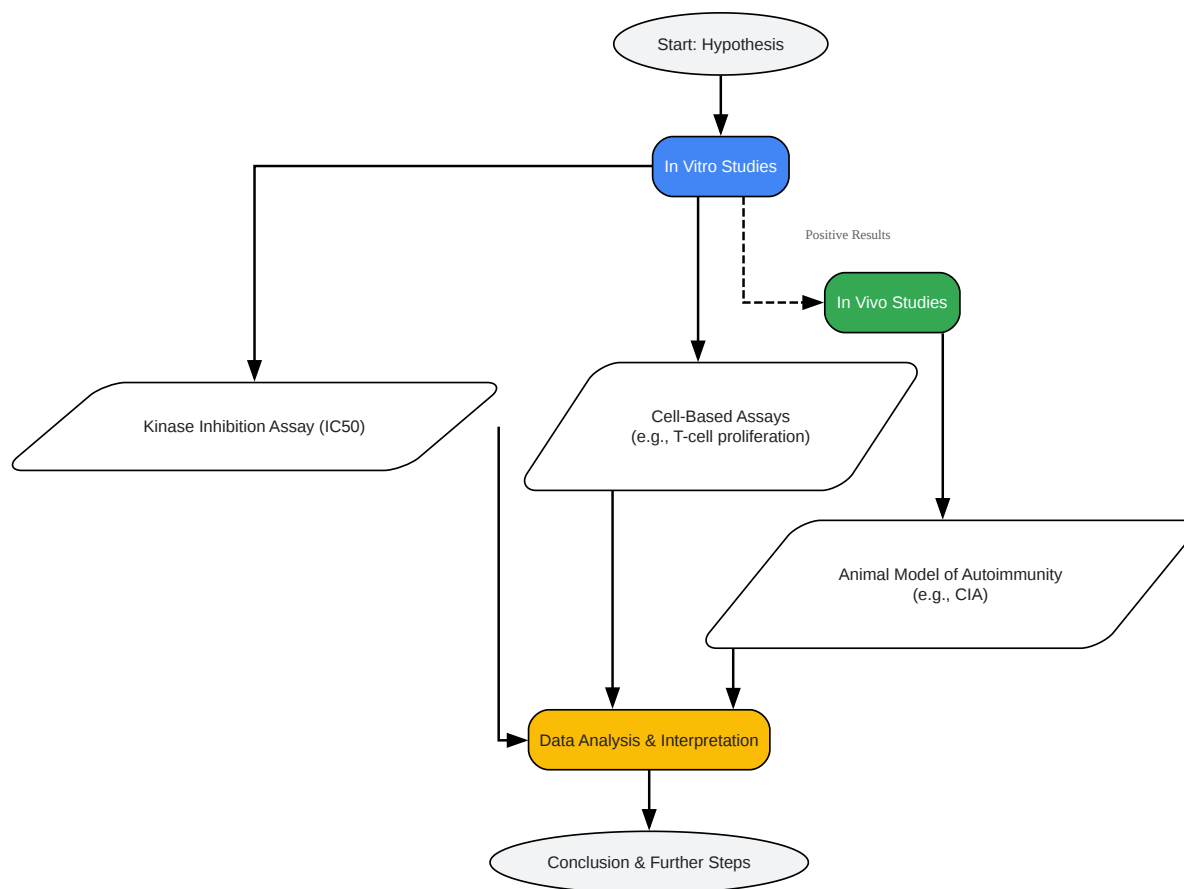 Start: Hypothesis
In Vitro Studies
Positive Results
In Vivo Studies
Kinase Inhibition Assay (IC50)
Cell-Based Assays
(e.g., T-cell proliferation)
Animal Model of Autoimmunity
(e.g., CIA)
Data Analysis & Interpretation
Conclusion & Further Steps